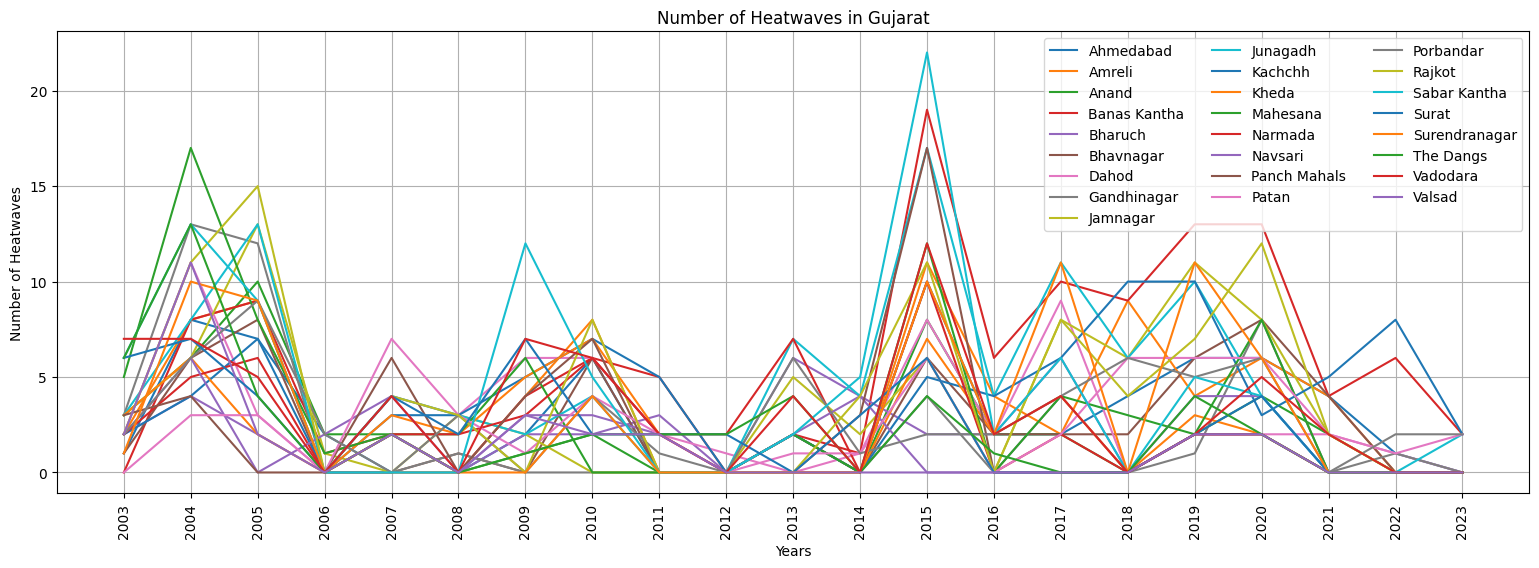 Number of Heatwaves in Gujarat
Number of Heatwaves
20
15
10
5
0
Ahmedabad
Amreli
Anand
Banas Kantha
Bharuch
Bhavnagar
Dahod
Gandhinagar
Jamnagar
Junagadh
Kachchh
Kheda
Mahesana
Narmada
Navsari
Panch Mahals
Patan
Porbandar
Rajkot
Sabar Kantha
Surat
Surendranagar
The Dangs
Vadodara
Valsad
2003
2004
2005
2006
2007
2008
2009
2010
2011
2012
2013
2014
2015
2016
2017
2018
2019
2020
2021
2022
2023
Years